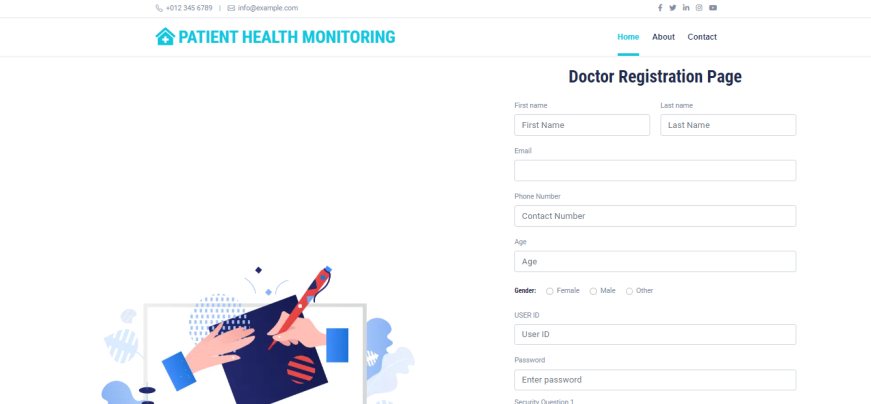 +012 345 6789 | info@example.com
PATIENT HEALTH MONITORING
Home About Contact
Doctor Registration Page
First name Last name
First Name Last Name
Email
Phone Number
Contact Number
Age
Age
Gender: Female Male Other
USER ID
User ID
Password
Enter password
Security Question 1